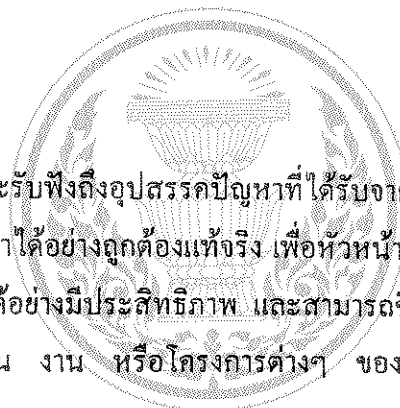 ะรับฟังถึงอุปสรรคปัญหาที่ได้รับจา
าได้อย่างถูกต้องแท้จริง เพื่อหัวหน้า
ด้อย่างมีประสิทธิภาพ และสามารถ
น งาน หรือโครงการต่างๆ ของ